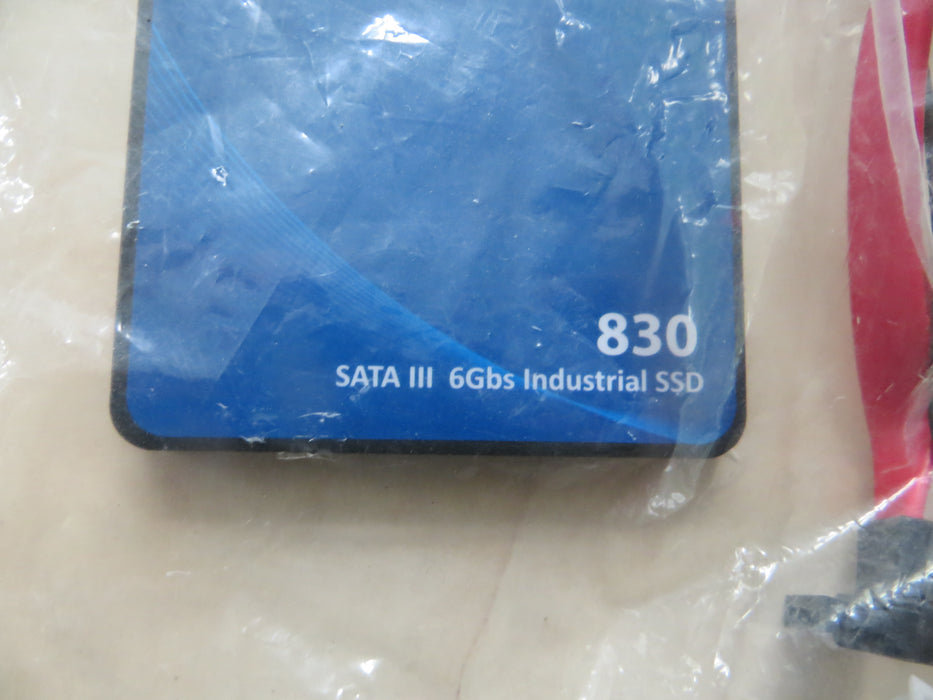 830
SATA III 6Gbs Industrial SSD